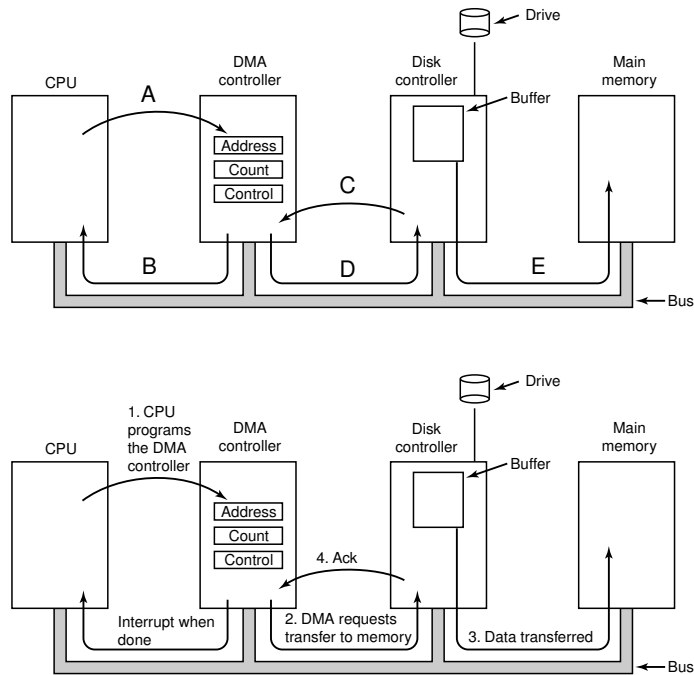 Drive
CPU
DMA
controller
Disk
controller
Main
memory
A
Buffer
Address
Count
Control
C
B
D
E
Bus
Drive
1. CPU
programs
the DMA
controller
CPU
DMA
controller
Disk
controller
Main
memory
Buffer
Address
Count
Control
4. Ack
Interrupt when
done
2. DMA requests
transfer to memory
3. Data transferred
Bus